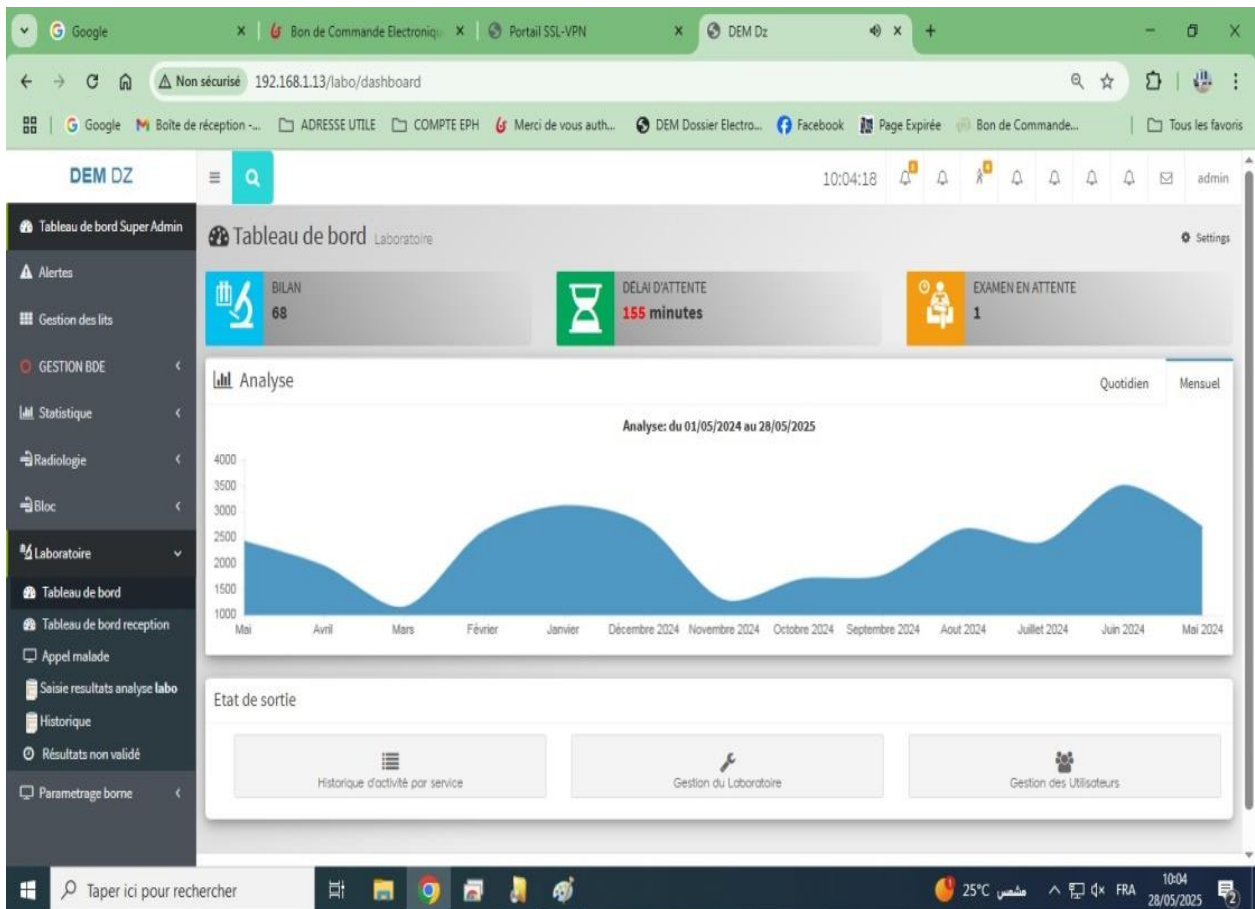 Google
Bon de Commande Electroniqu
Portail SSL-VPN
DEM Dz
Non sécurisé 192.168.1.13/labo/dashboard
Google
Boîte de réception -...
ADRESSE UTILE
COMPTE EPH
Merci de vous auth...
DEM Dossier Electro...
Facebook
Page Expirée
Bon de Commande...
Tous les favoris
DEM DZ
10:04:18
admin
Tableau de bord Super Admin
Alertes
Gestion des lits
GESTION BDE
Statistique
Radiologie
Bloc
Laboratoire
Tableau de bord
Tableau de bord reception
Appel malade
Saisie resultats analyse labo
Historique
Résultats non validé
Parametrage borne
Tableau de bord Laboratoire
Settings
BILAN
68
DÉLAI D'ATTENTE
155 minutes
EXAMEN EN ATTENTE
1
Analyse
Quotidien
Mensuel
Analyse: du 01/05/2024 au 28/05/2025
4000
3500
3000
2500
2000
1500
1000
Mai Avril Mars Février Janvier Décembre 2024 Novembre 2024 Octobre 2024 Septembre 2024 Aout 2024 Juillet 2024 Juin 2024 Mai 2024
Etat de sortie
Historique d'activité par service
Gestion du Laboratoire
Gestion des Utilisateurs
Taper ici pour rechercher
25°C مشمس
FRA
10:04
28/05/2025
2